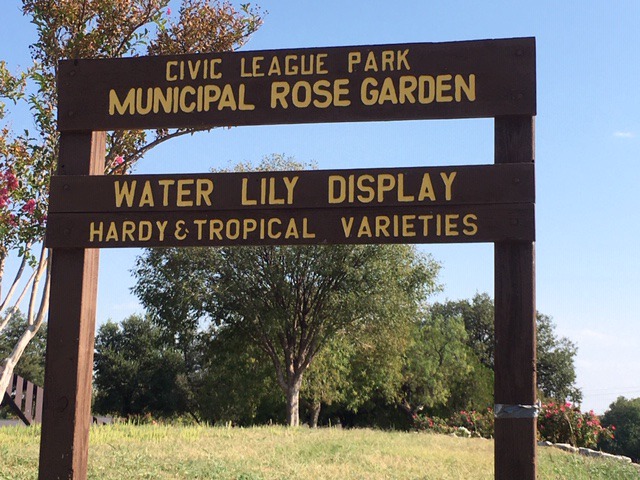 CIVIC LEAGUE PARK
MUNICIPAL ROSE GARDEN
WATER LILY DISPLAY
HARDY & TROPICAL VARIETIES